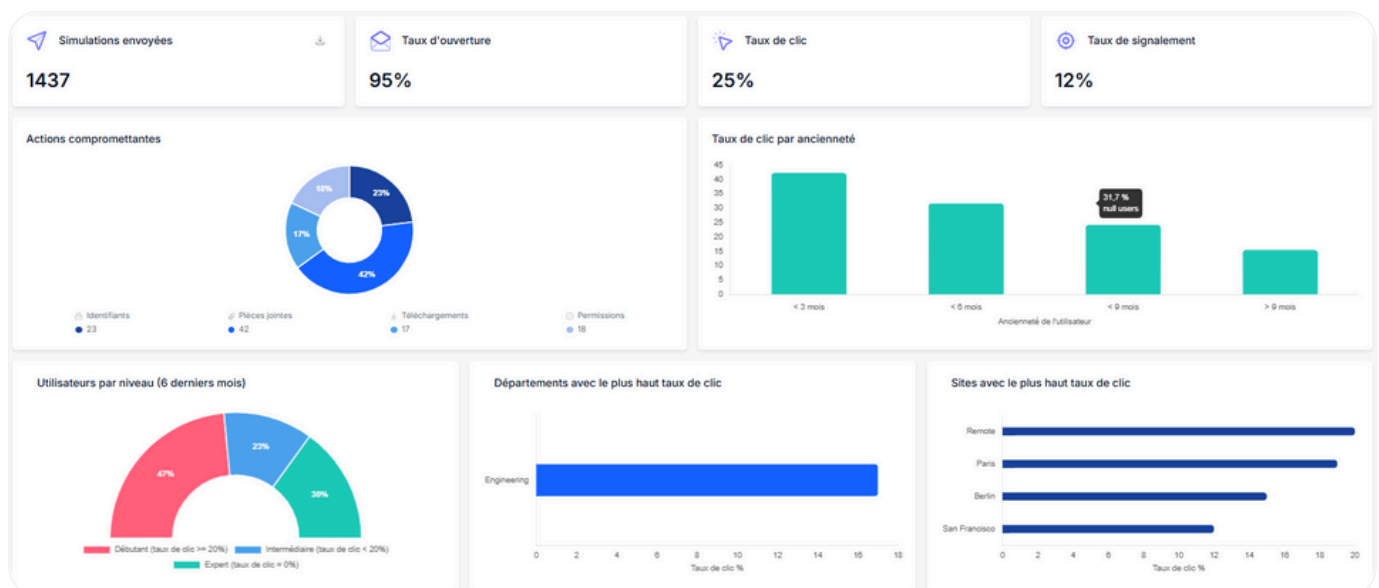 Simulations envoyées
1437
Taux d'ouverture
95%
Taux de clic
25%
Taux de signalement
12%
Actions compromettantes
18%
23%
17%
42%
Identifiants
23
Pièces jointes
42
Téléchargements
17
Permissions
18
Taux de clic par ancienneté
45
40
35
30
25
20
15
10
5
0
31,7 %
null users
< 3 mois
< 6 mois
< 9 mois
> 9 mois
Ancienneté de l'utilisateur
Utilisateurs par niveau (6 derniers mois)
47%
23%
30%
Débutant (taux de clic >= 20%)
Intermédiaire (taux de clic < 20%)
Expert (taux de clic = 0%)
Départements avec le plus haut taux de clic
Engineering
0 2 4 6 8 10 12 14 16 18
Taux de clic %
Sites avec le plus haut taux de clic
Remote
Paris
Berlin
San Francisco
0 2 4 6 8 10 12 14 16 18 20
Taux de clic %